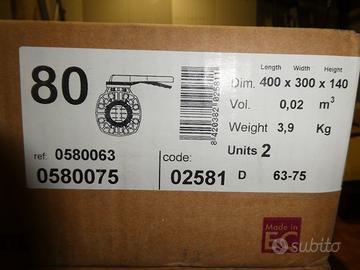 80
Length Width Height
Dim. 400 x 300 x 140
Vol. 0,02 m³
Weight 3,9 Kg
Units 2
ref: 0580063
0580075
code:
02581
D 63-75
Made in
EC
subito